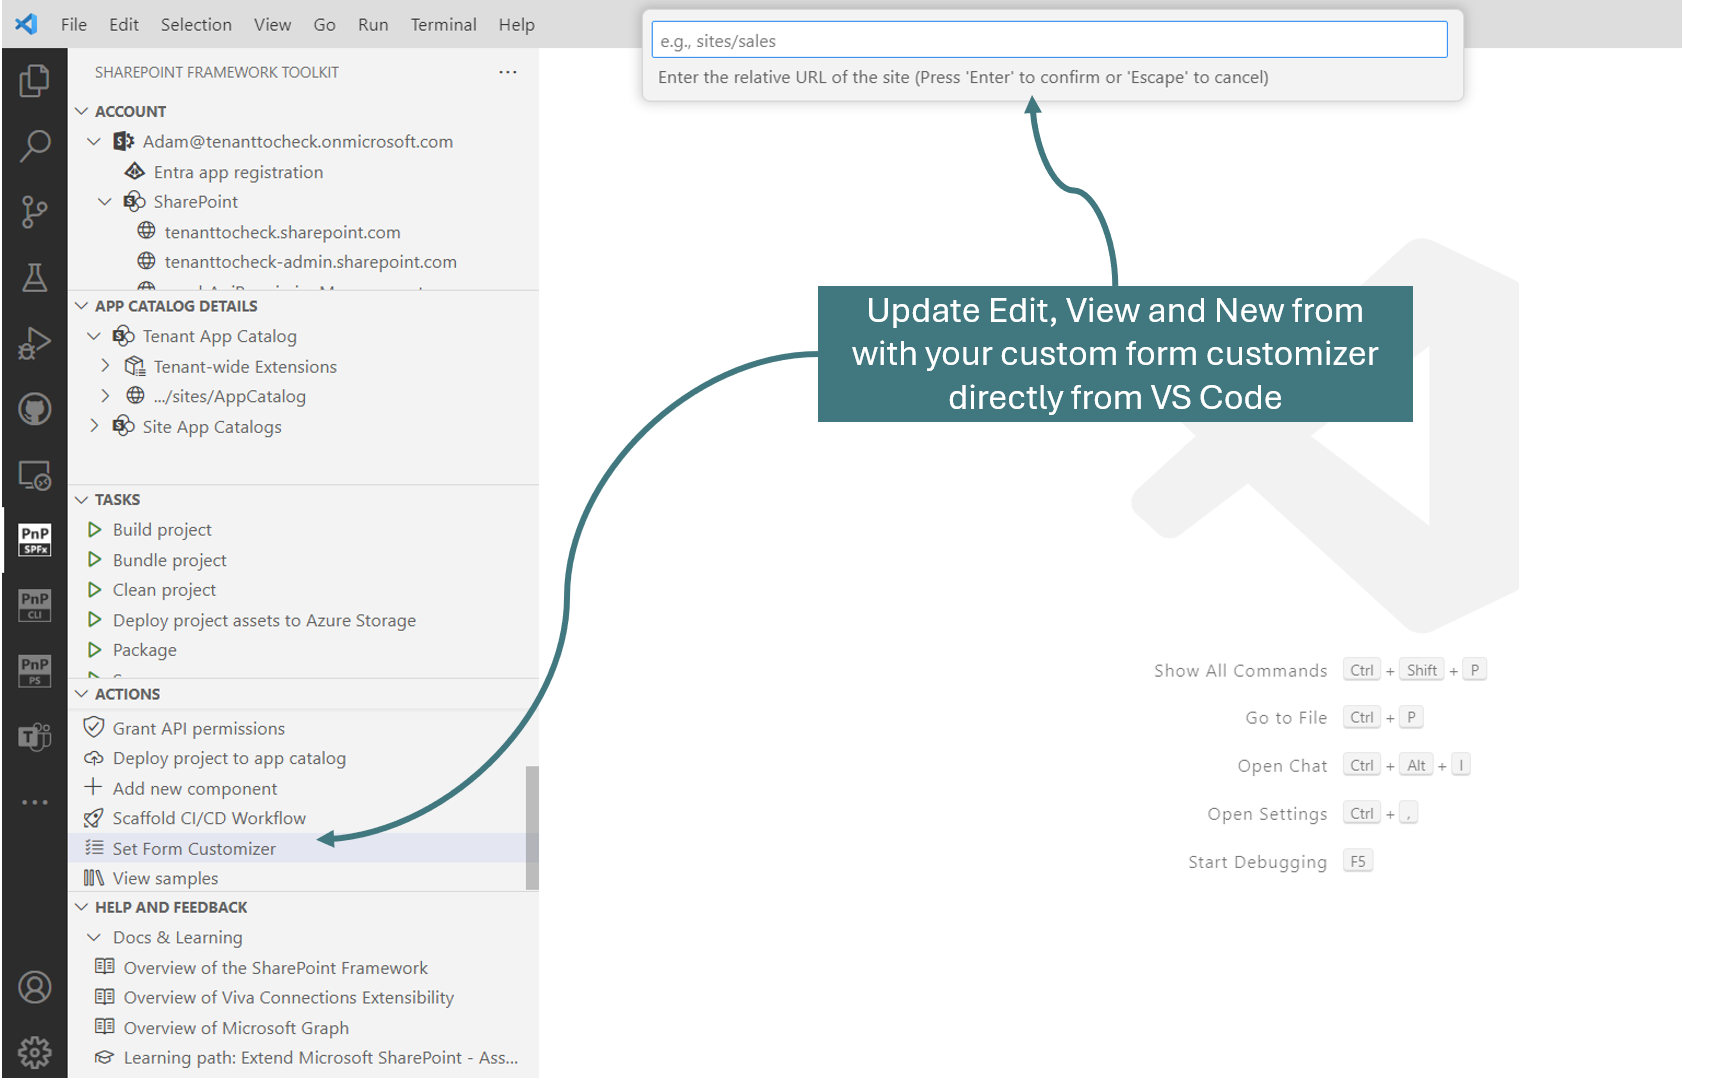 File Edit Selection View Go Run Terminal Help
e.g., sites/sales
Enter the relative URL of the site (Press 'Enter' to confirm or 'Escape' to cancel)
SHAREPOINT FRAMEWORK TOOLKIT
ACCOUNT
Adam@tenanttocheck.onmicrosoft.com
Entra app registration
SharePoint
tenanttocheck.sharepoint.com
tenanttocheck-admin.sharepoint.com
APP CATALOG DETAILS
Tenant App Catalog
Tenant-wide Extensions
.../sites/AppCatalog
Site App Catalogs
TASKS
Build project
Bundle project
Clean project
Deploy project assets to Azure Storage
Package
ACTIONS
Grant API permissions
Deploy project to app catalog
Add new component
Scaffold CI/CD Workflow
Set Form Customizer
View samples
HELP AND FEEDBACK
Docs & Learning
Overview of the SharePoint Framework
Overview of Viva Connections Extensibility
Overview of Microsoft Graph
Learning path: Extend Microsoft SharePoint - Ass...
PnP
SPFx
PnP
CLI
PnP
PS
Update Edit, View and New from
with your custom form customizer
directly from VS Code
Show All Commands Ctrl + Shift + P
Go to File Ctrl + P
Open Chat Ctrl + Alt + I
Open Settings Ctrl + ,
Start Debugging F5